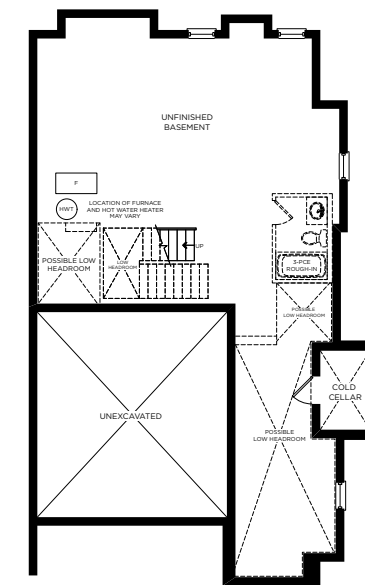 UNFINISHED
BASEMENT
F
HWT
LOCATION OF FURNACE
AND HOT WATER HEATER
MAY VARY
UP
POSSIBLE LOW
HEADROOM
LOW
HEADROOM
3-PCE
ROUGH-IN
POSSIBLE
LOW HEADROOM
COLD
CELLAR
UNEXCAVATED
POSSIBLE
LOW HEADROOM